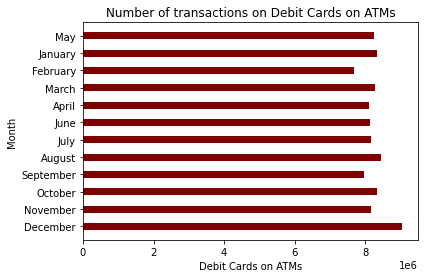 Number of transactions on Debit Cards on ATMs
Month
May
January
February
March
April
June
July
August
September
October
November
December
0 2 4 6 8
1e6
Debit Cards on ATMs